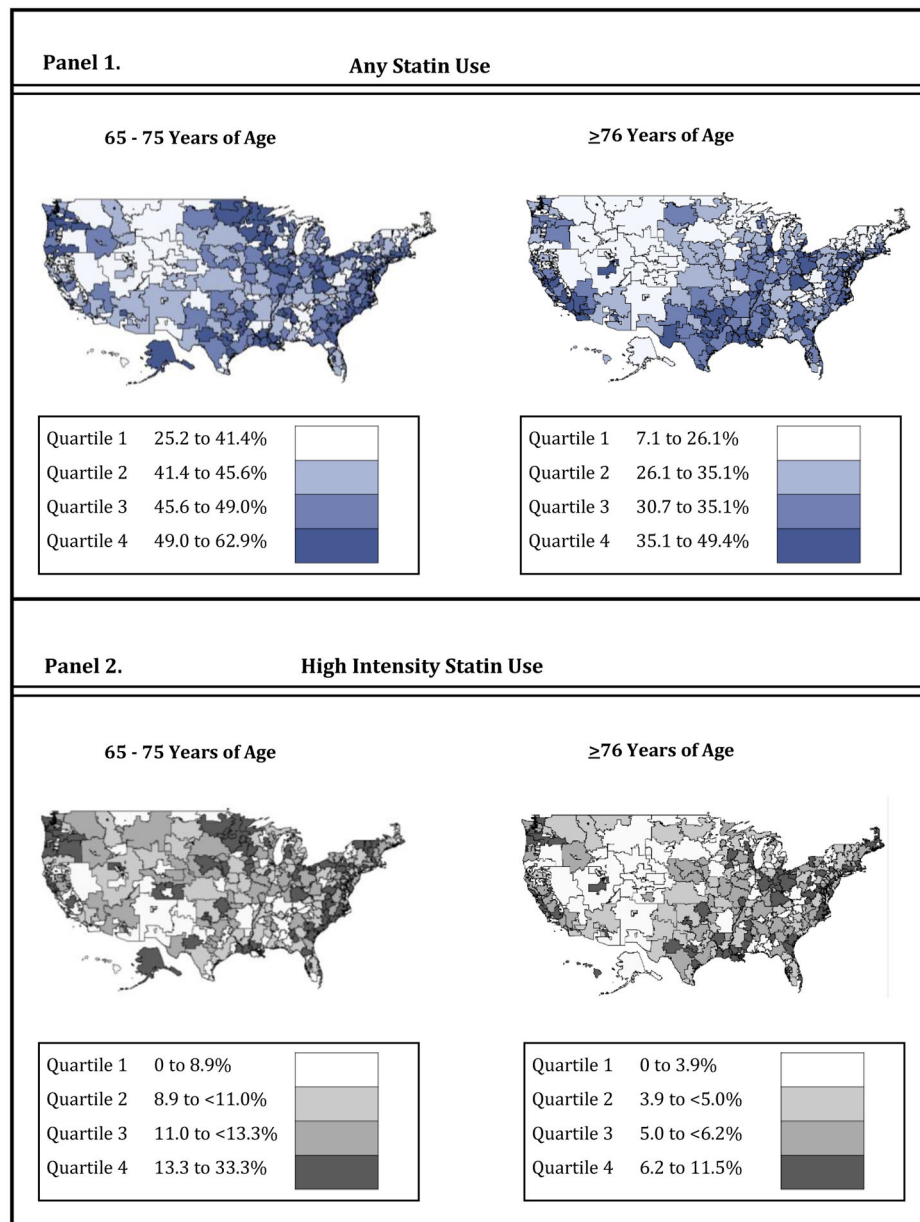 Panel 1. Any Statin Use
65 - 75 Years of Age
≥76 Years of Age
Quartile 1 25.2 to 41.4%
Quartile 2 41.4 to 45.6%
Quartile 3 45.6 to 49.0%
Quartile 4 49.0 to 62.9%
Quartile 1 7.1 to 26.1%
Quartile 2 26.1 to 35.1%
Quartile 3 30.7 to 35.1%
Quartile 4 35.1 to 49.4%
Panel 2. High Intensity Statin Use
65 - 75 Years of Age
≥76 Years of Age
Quartile 1 0 to 8.9%
Quartile 2 8.9 to <11.0%
Quartile 3 11.0 to <13.3%
Quartile 4 13.3 to 33.3%
Quartile 1 0 to 3.9%
Quartile 2 3.9 to <5.0%
Quartile 3 5.0 to <6.2%
Quartile 4 6.2 to 11.5%